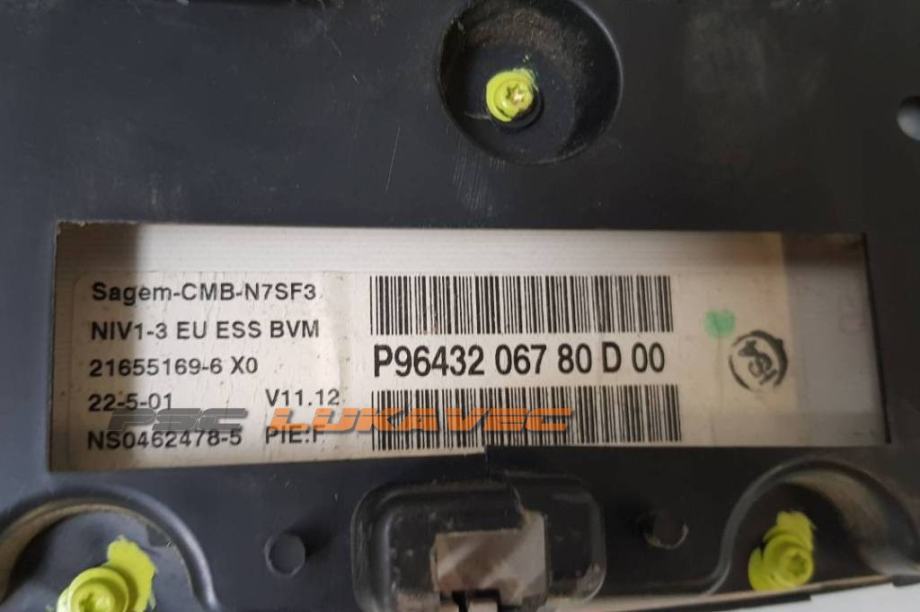 Sagem-CMB-N7SF3
NIV1-3 EU ESS BVM
21655169-6 X0
22-5-01 V11.12
NS0462478-5 PIE:F
P96432 067 80 D 00
PSC LUKAVEC